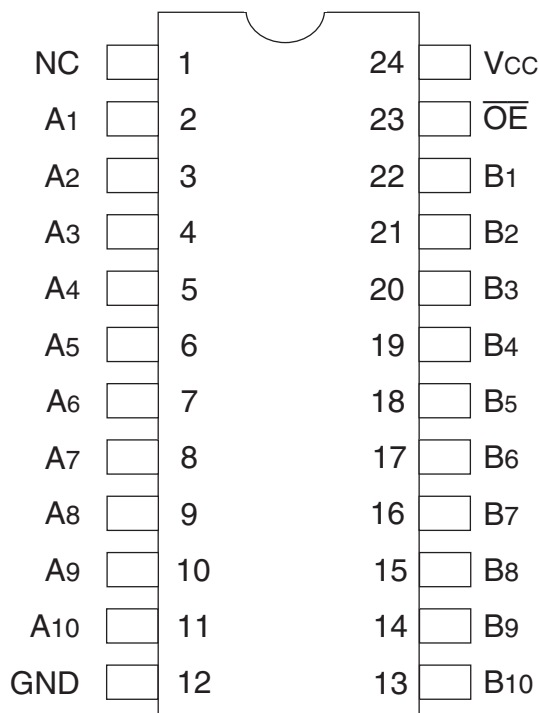 NC 1 24 VCC
A1 2 23 O̅E̅
A2 3 22 B1
A3 4 21 B2
A4 5 20 B3
A5 6 19 B4
A6 7 18 B5
A7 8 17 B6
A8 9 16 B7
A9 10 15 B8
A10 11 14 B9
GND 12 13 B10